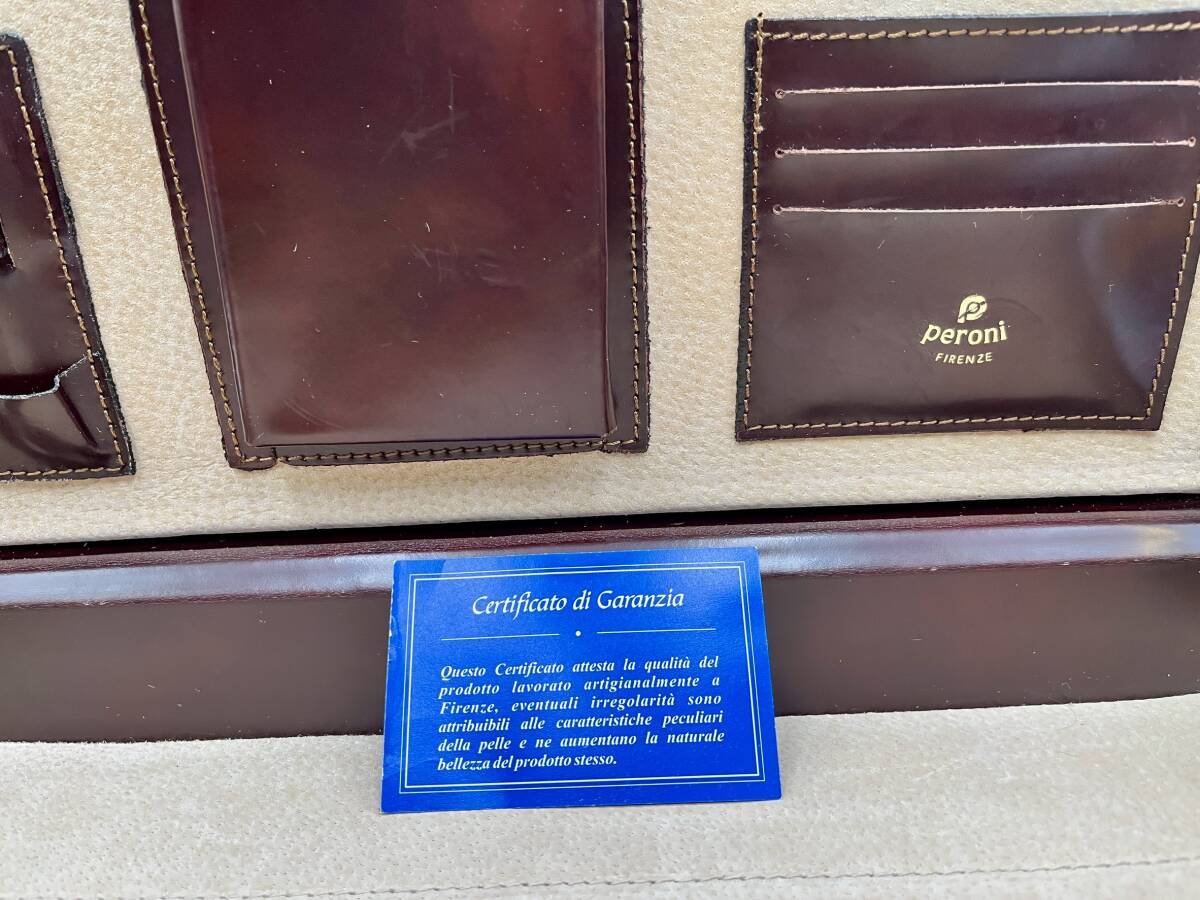 peroni
FIRENZE
Certificato di Garanzia
Questo Certificato attesta la qualità del
prodotto lavorato artigianalmente a
Firenze, eventuali irregolarità sono
attribuibili alle caratteristiche peculiari
della pelle e ne aumentano la naturale
bellezza del prodotto stesso.